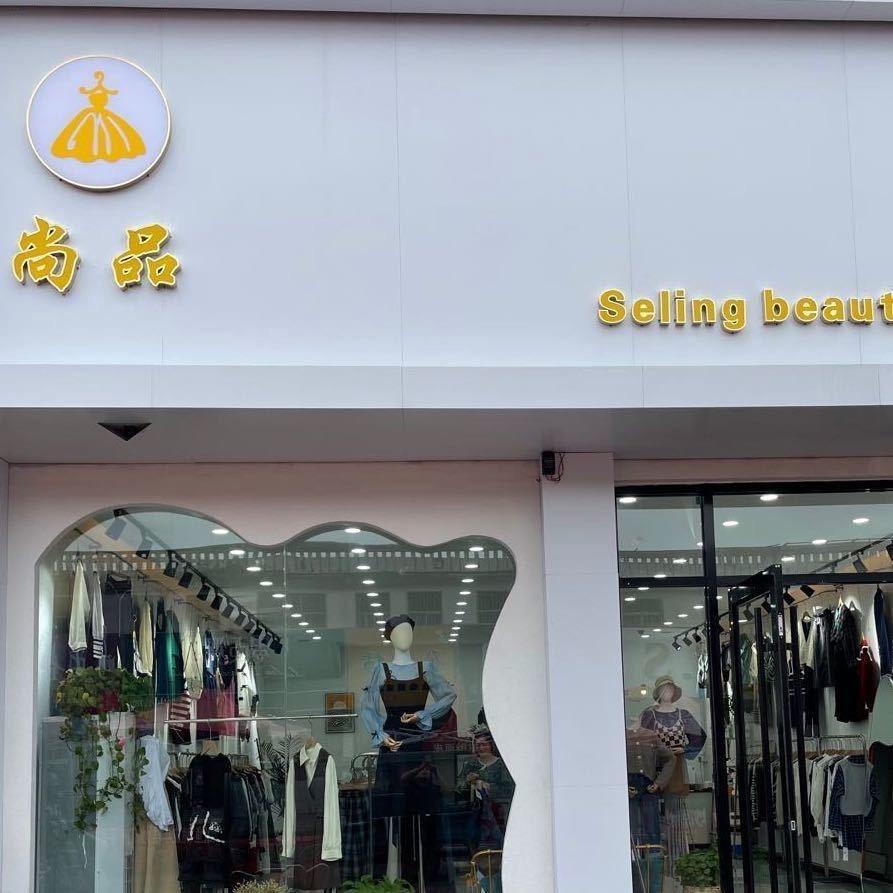 尚品
Seling beaut